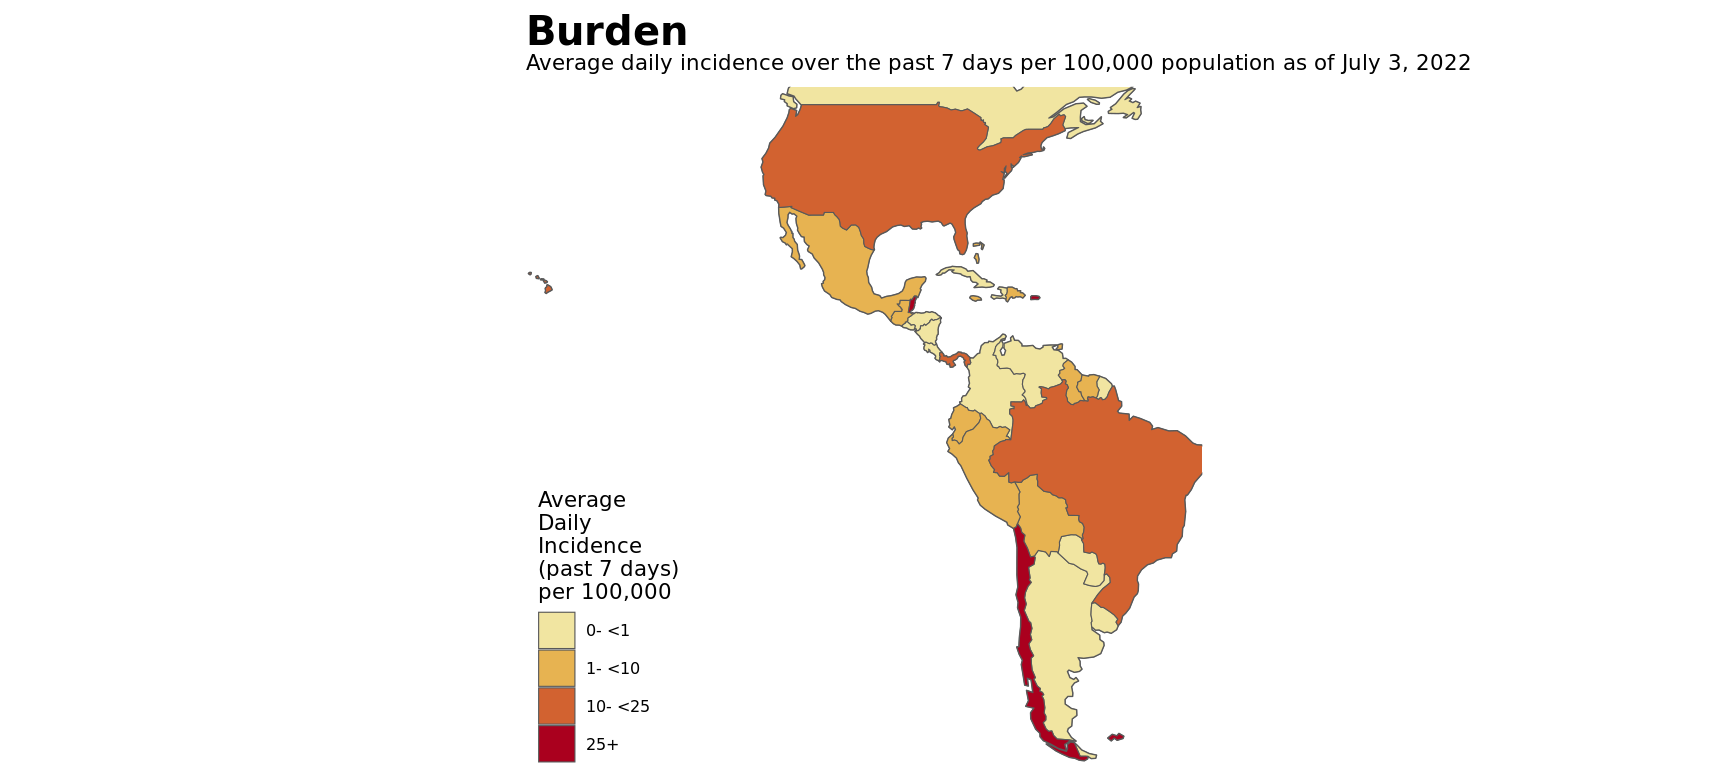 Burden
Average daily incidence over the past 7 days per 100,000 population as of July 3, 2022
Average
Daily
Incidence
(past 7 days)
per 100,000
0- <1
1- <10
10- <25
25+